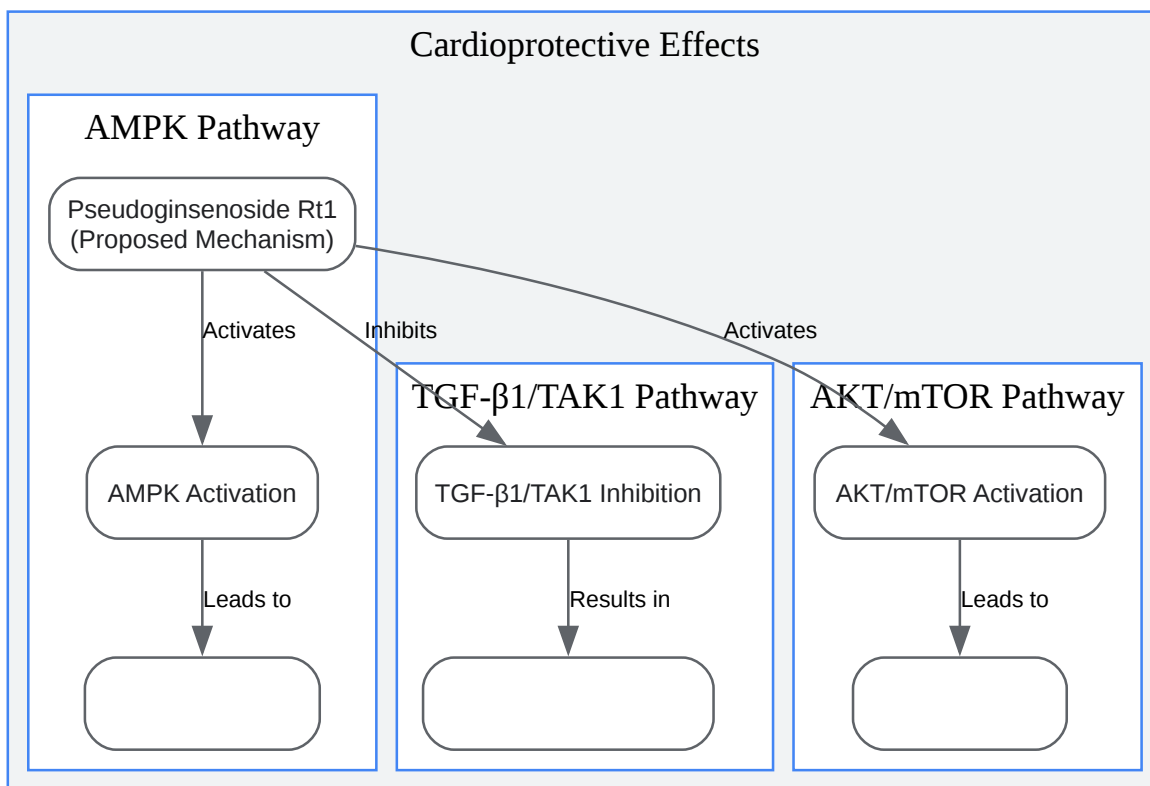 Cardioprotective Effects
AMPK Pathway
Pseudoginsenoside Rt1
(Proposed Mechanism)
Activates
Inhibits
Activates
TGF-β1/TAK1 Pathway
AKT/mTOR Pathway
AMPK Activation
TGF-β1/TAK1 Inhibition
AKT/mTOR Activation
Leads to
Results in
Leads to